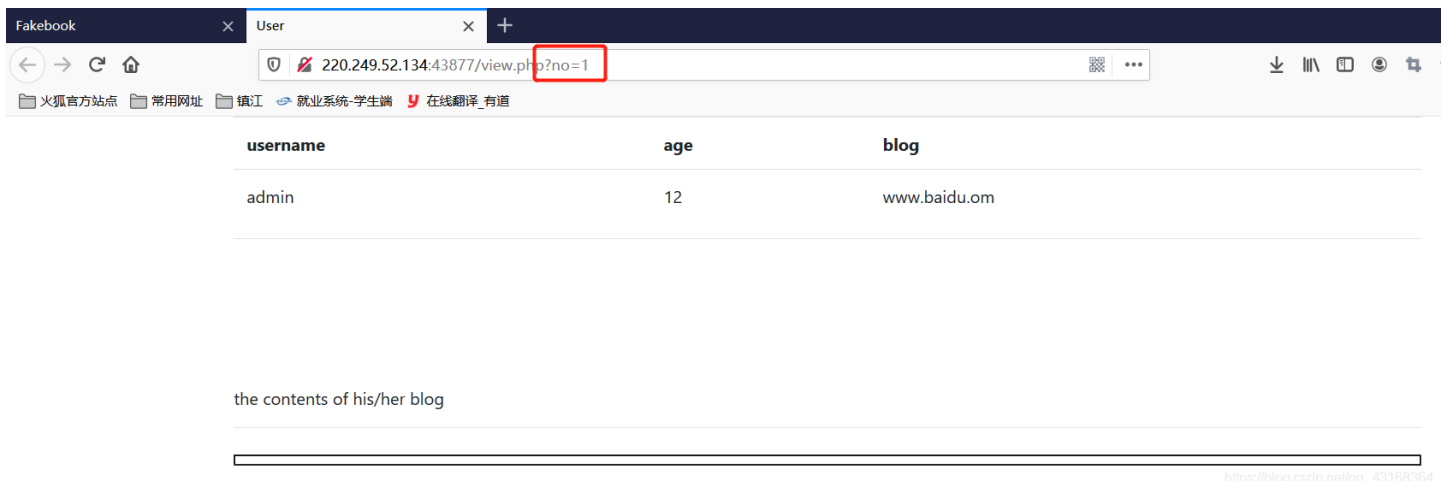 Fakebook
User
220.249.52.134:43877/view.php?no=1
火狐官方站点 常用网址 镇江 就业系统-学生端 在线翻译_有道
username age blog
admin 12 www.baidu.om
the contents of his/her blog